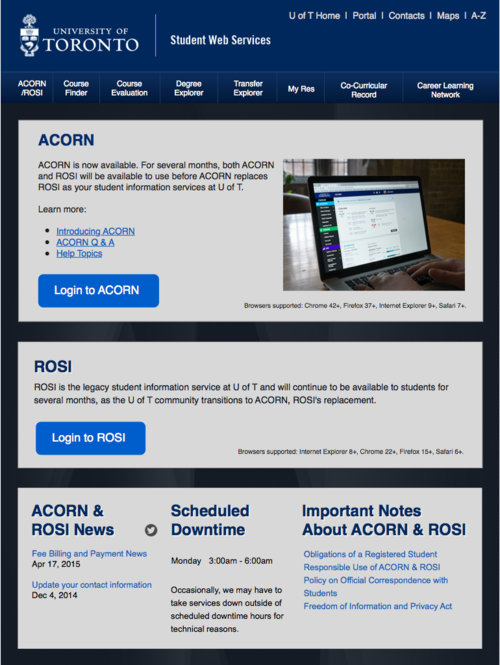 U of T Home | Portal | Contacts | Maps | A-Z
UNIVERSITY OF
TORONTO
Student Web Services
ACORN
/ROSI
Course
Finder
Course
Evaluation
Degree
Explorer
Transfer
Explorer
My Res
Co-Curricular
Record
Career Learning
Network
ACORN
ACORN is now available. For several months, both ACORN
and ROSI will be available to use before ACORN replaces
ROSI as your student information services at U of T.
Learn more:
• Introducing ACORN
• ACORN Q & A
• Help Topics
Login to ACORN
Browsers supported: Chrome 42+, Firefox 37+, Internet Explorer 9+, Safari 7+.
ROSI
ROSI is the legacy student information service at U of T and will continue to be available to students for
several months, as the U of T community transitions to ACORN, ROSI's replacement.
Login to ROSI
Browsers supported: Internet Explorer 8+, Chrome 22+, Firefox 15+, Safari 6+.
ACORN &
ROSI News
Fee Billing and Payment News
Apr 17, 2015
Update your contact information
Dec 4, 2014
Scheduled
Downtime
Monday 3:00am - 6:00am
Occasionally, we may have to
take services down outside of
scheduled downtime hours for
technical reasons.
Important Notes
About ACORN & ROSI
Obligations of a Registered Student
Responsible Use of ACORN & ROSI
Policy on Official Correspondence with
Students
Freedom of Information and Privacy Act